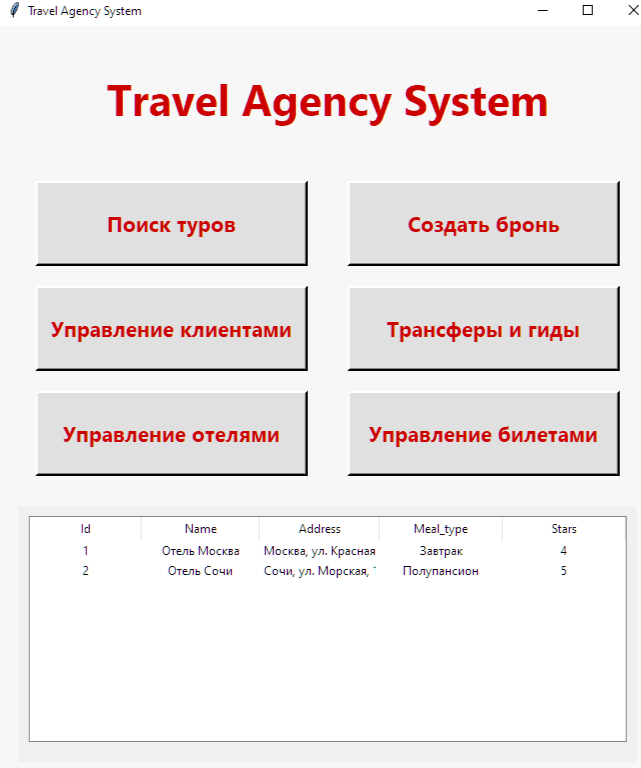 Travel Agency System
Travel Agency System
Поиск туров Создать бронь
Управление клиентами Трансферы и гиды
Управление отелями Управление билетами
Id Name Address Meal_type Stars
1 Отель Москва Москва, ул. Красная Завтрак 4
2 Отель Сочи Сочи, ул. Морская, Полупансион 5